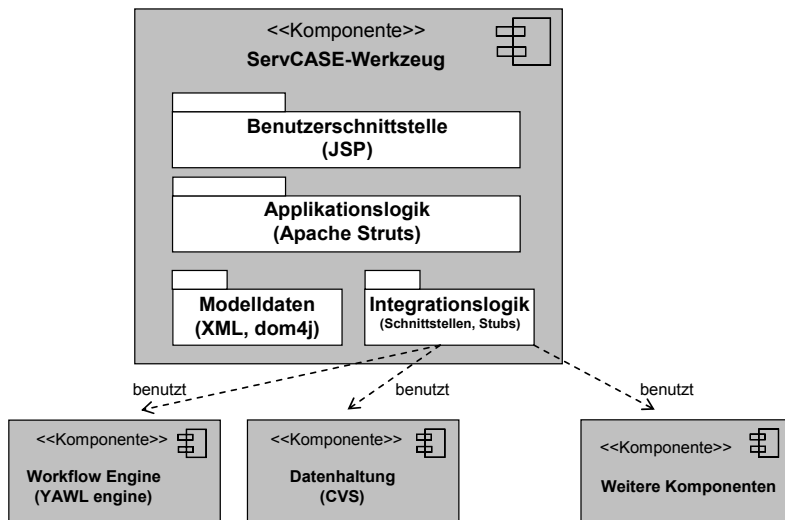 <<Komponente>>
ServCASE-Werkzeug
Benutzerschnittstelle
(JSP)
Applikationslogik
(Apache Struts)
Modelldaten
(XML, dom4j)
Integrationslogik
(Schnittstellen, Stubs)
benutzt
benutzt
benutzt
<<Komponente>>
Workflow Engine
(YAWL engine)
<<Komponente>>
Datenhaltung
(CVS)
<<Komponente>>
Weitere Komponenten